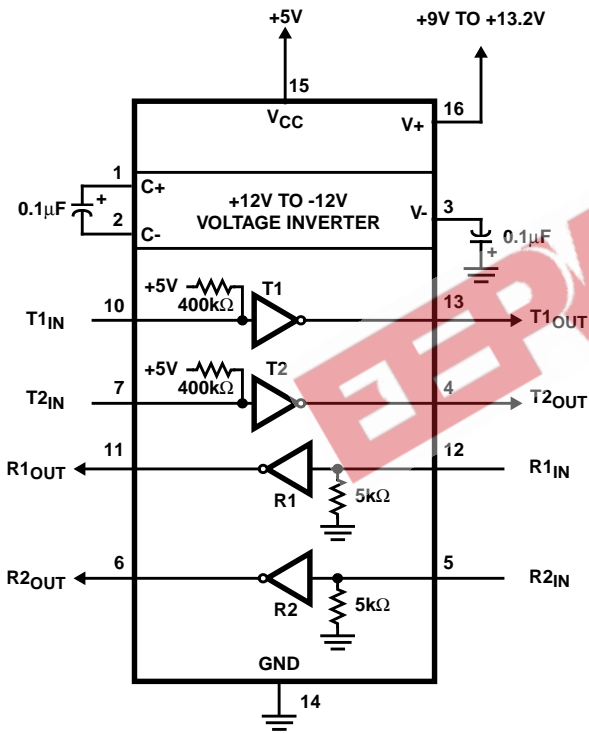 +5V
+9V TO +13.2V
15
16
VCC
V+
1
C+
0.1μF
+
2
C-
+12V TO -12V
VOLTAGE INVERTER
V-
3
0.1μF
+
+5V
400kΩ
T1
T1IN
10
13
T1OUT
+5V
400kΩ
T2
T2IN
7
4
T2OUT
R1OUT
11
R1
5kΩ
12
R1IN
R2OUT
6
R2
5kΩ
5
R2IN
GND
14